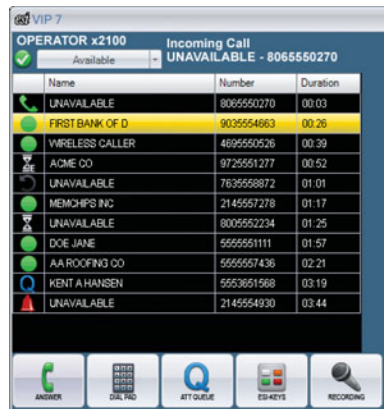 VIP 7
OPERATOR x2100
Available
Incoming Call
UNAVAILABLE - 8065550270
Name Number Duration
UNAVAILABLE 8065550270 00:03
FIRST BANK OF D 9035554663 00:26
WIRELESS CALLER 4695550526 00:39
ACME CO 9725551277 00:52
UNAVAILABLE 7635558872 01:01
MEMCHIPS INC 2145557278 01:17
UNAVAILABLE 8005552234 01:25
DOE JANE 5555551111 01:57
AA ROOFING CO 5555557436 02:21
Q KENT A HANSEN 5553651568 03:19
UNAVAILABLE 2145554930 03:44
Q
ANSWER DIAL PAD ATT QUEUE ESI-KEYS RECORDING